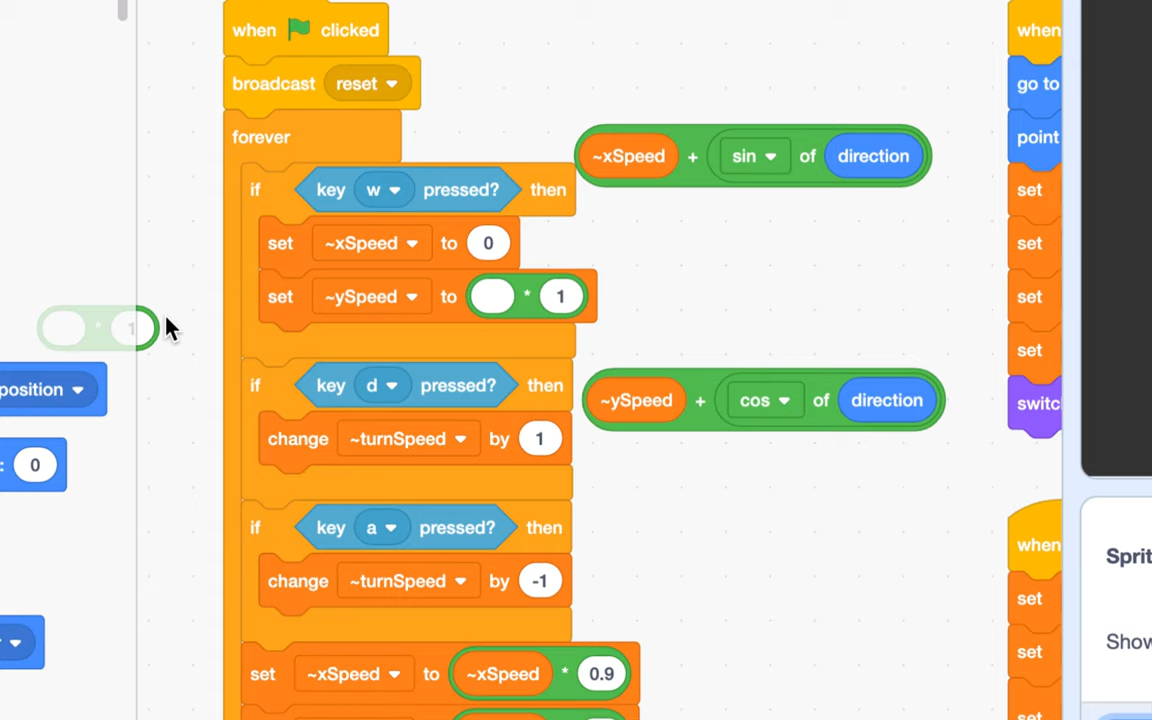 when clicked
when
broadcast reset
go to
forever
point
~xSpeed + sin of direction
if key w pressed? then
set
set ~xSpeed to 0
set
set ~ySpeed to * 1
set
* 1
set
position
if key d pressed? then
~ySpeed + cos of direction
change ~turnSpeed by 1
: 0
if key a pressed? then
when
Sprit
change ~turnSpeed by -1
set
Show
set
set ~xSpeed to ~xSpeed * 0.9